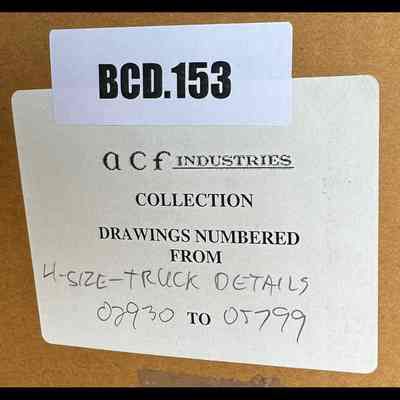 BCD.153
acf INDUSTRIES
COLLECTION
DRAWINGS NUMBERED
FROM
4-SIZE-TRUCK DETAILS
02930 TO 05799